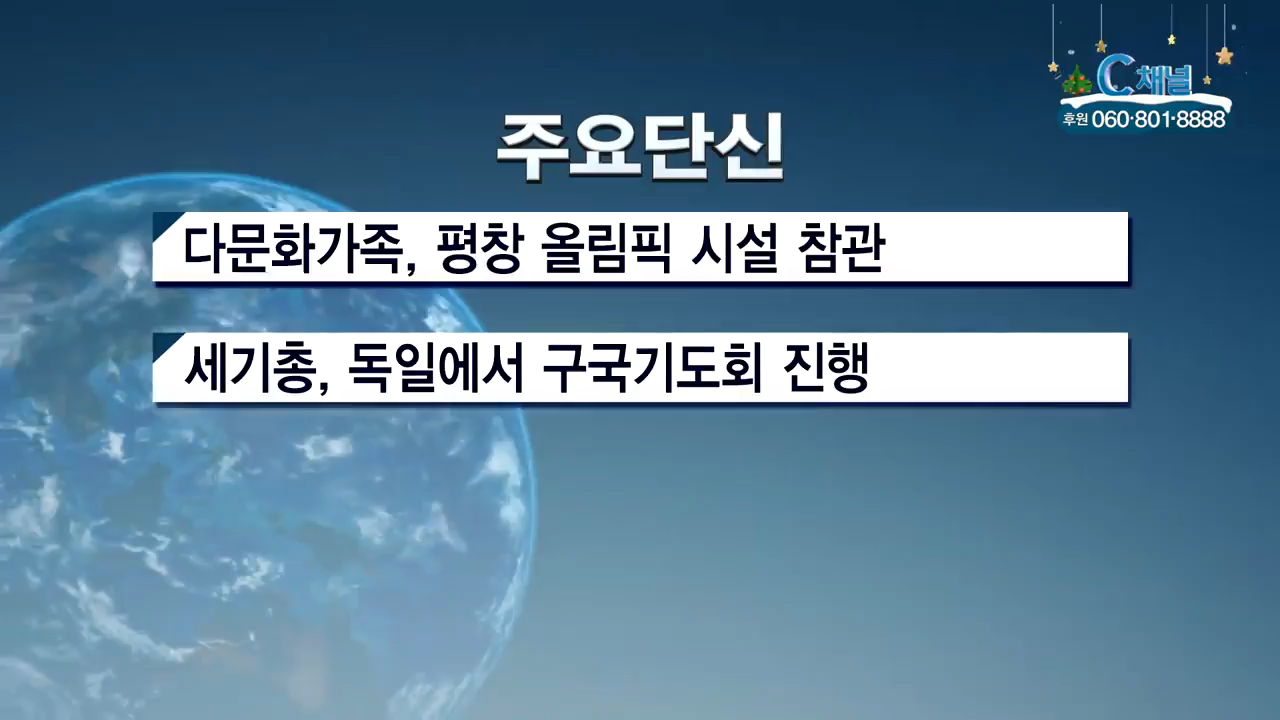 C채널
후원 060·801·8888
주요단신
다문화가족, 평창 올림픽 시설 참관
세기총, 독일에서 구국기도회 진행